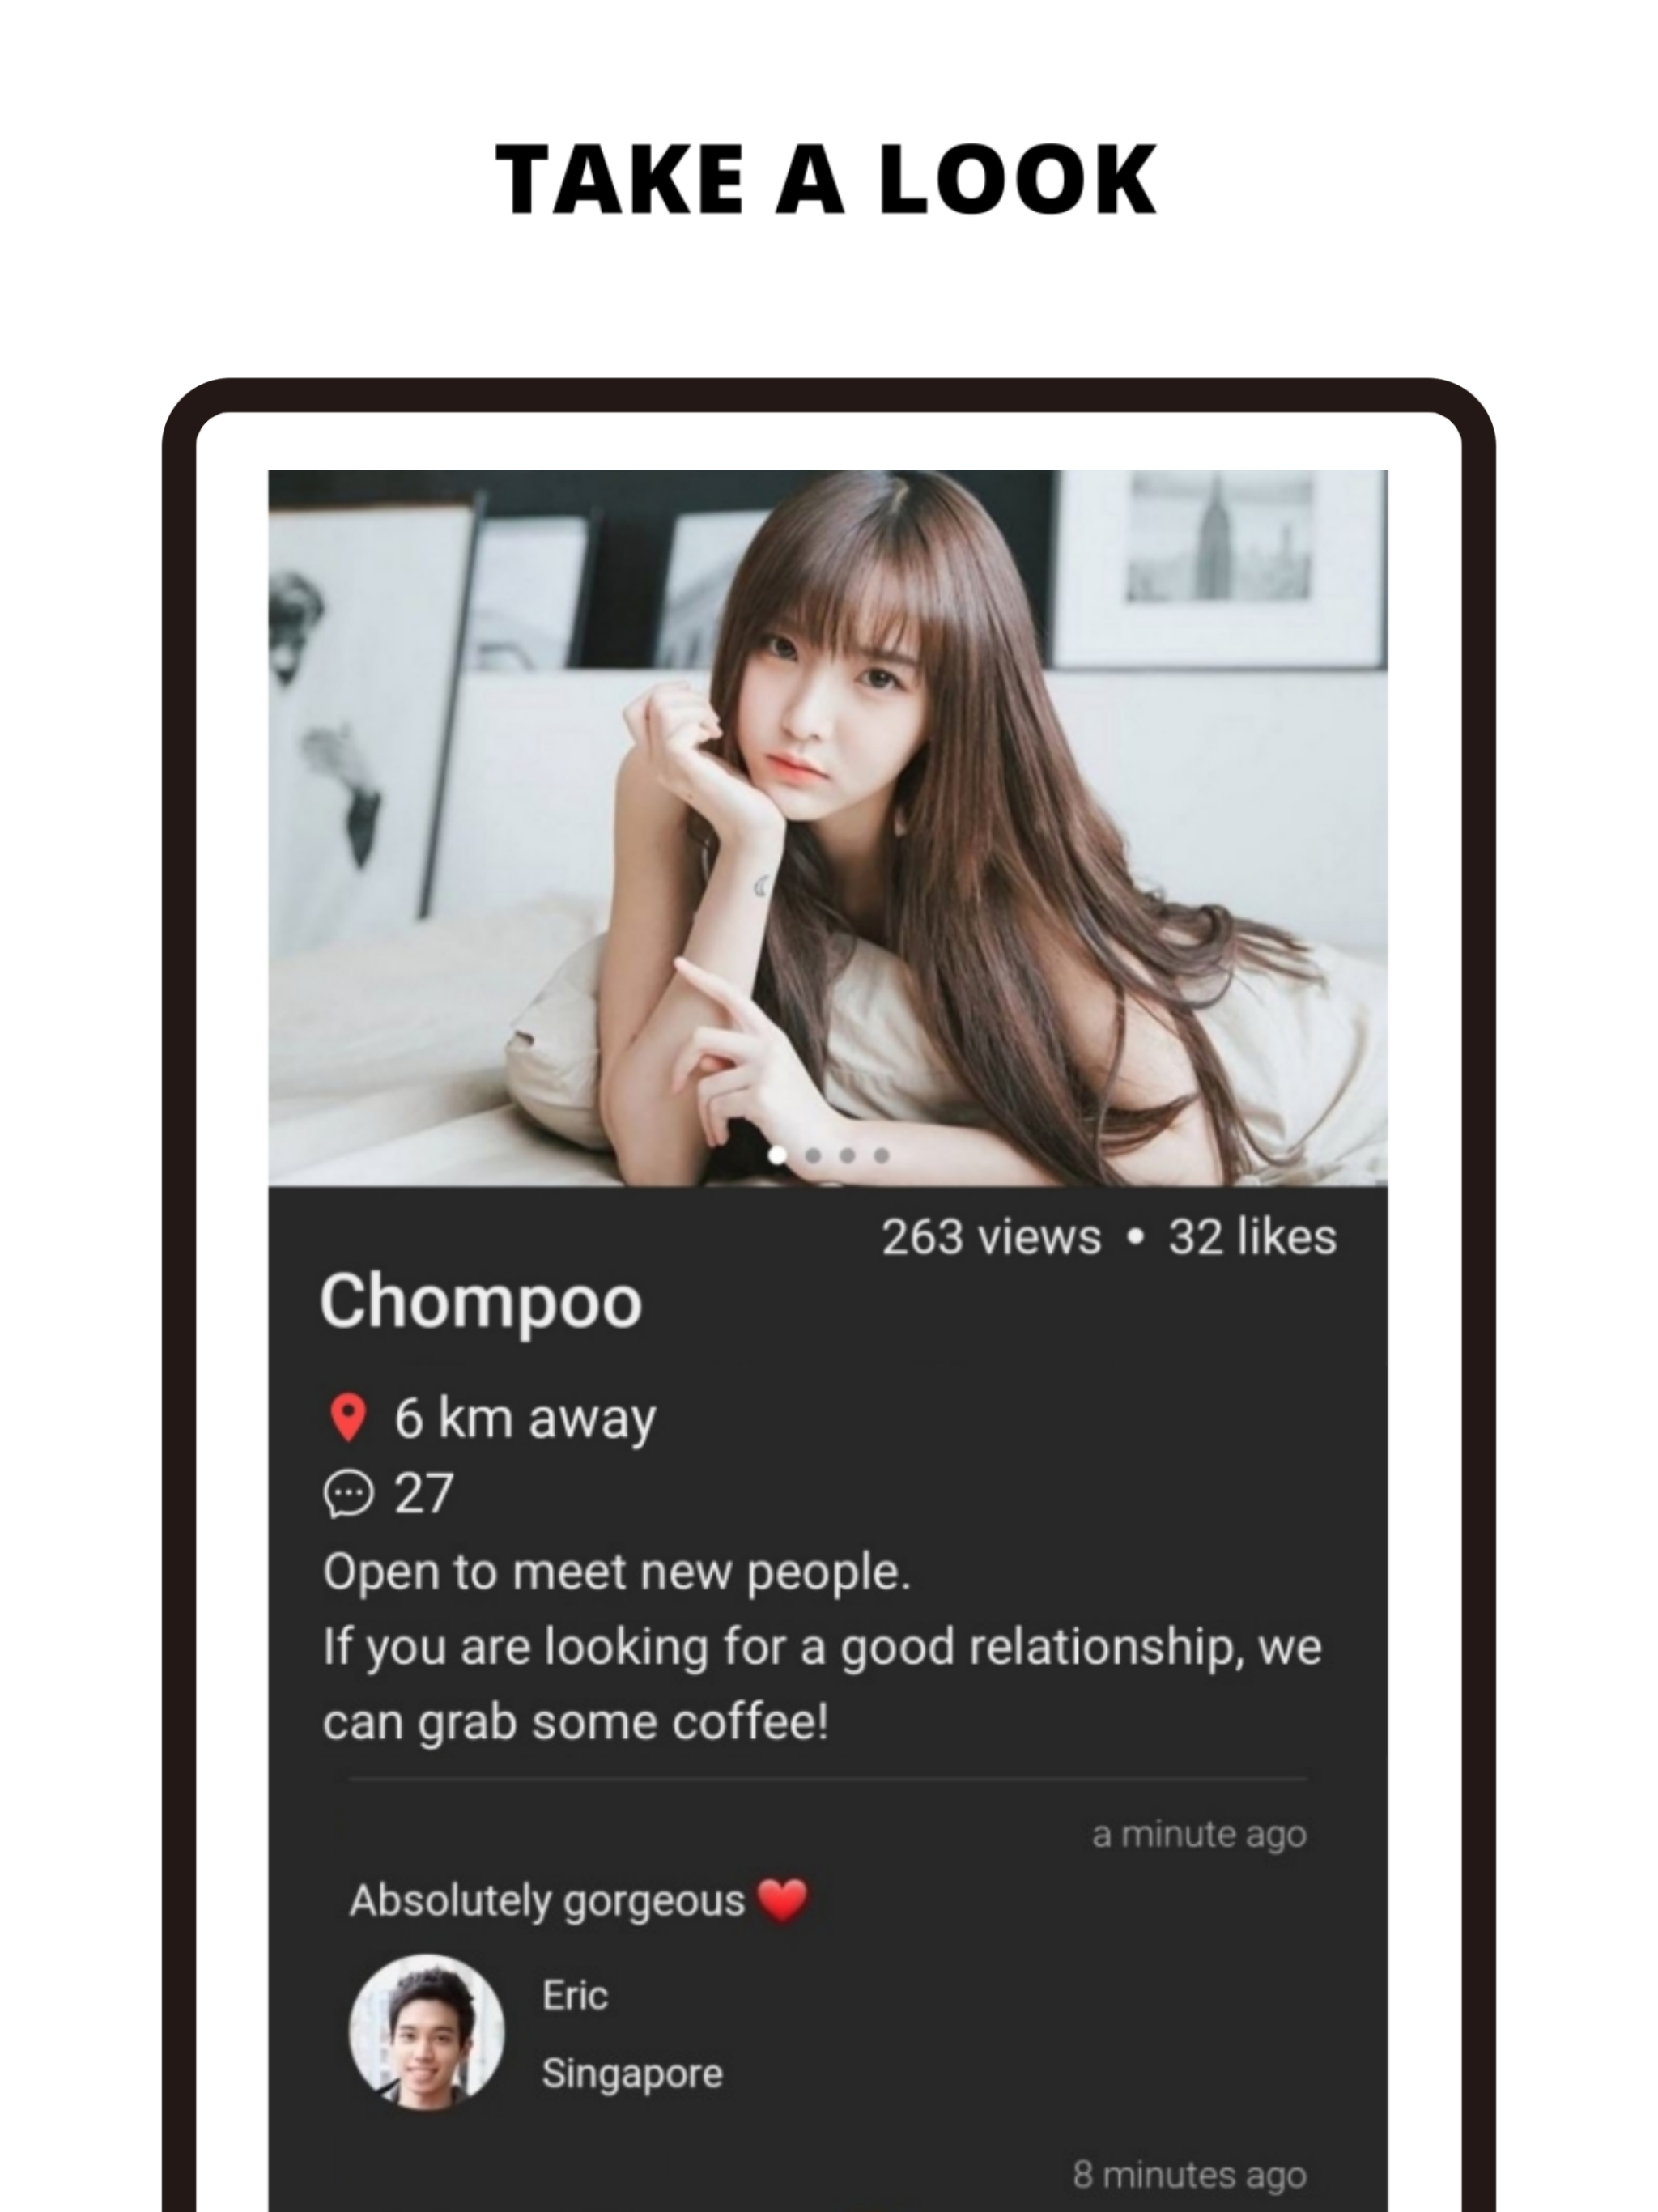 TAKE A LOOK
263 views • 32 likes
Chompoo
6 km away
27
Open to meet new people.
If you are looking for a good relationship, we
can grab some coffee!
a minute ago
Absolutely gorgeous ❤️
Eric
Singapore
8 minutes ago